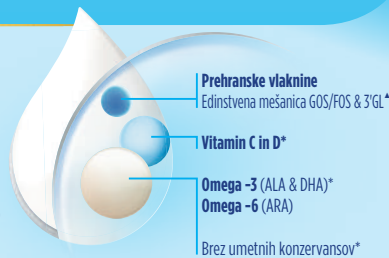 Prehranske vlaknine
Edinstvena mešanica GOS/FOS & 3'GL▲
Vitamin C in D*
Omega -3 (ALA & DHA)*
Omega -6 (ARA)
Brez umetnih konzervansov*